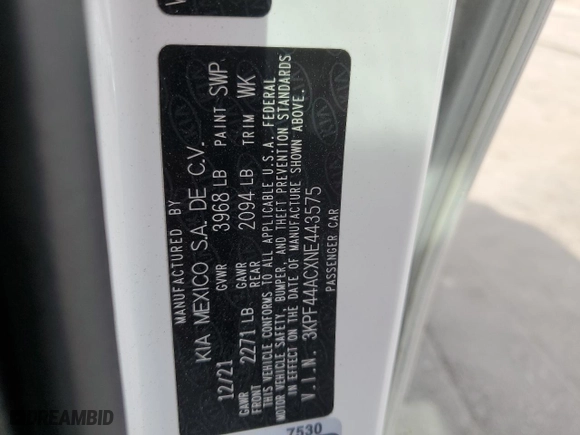 MANUFACTURED BY
KIA MEXICO S.A. DE C.V.
12/21 GVWR 3968 LB PAINT SWP.
GAWR FRONT 2271 LB GAWR REAR 2094 LB TRIM WK
THIS VEHICLE CONFORMS TO ALL APPLICABLE U.S.A. FEDERAL
MOTOR VEHICLE SAFETY, BUMPER, AND THEFT PREVENTION STANDARDS
IN EFFECT ON THE DATE OF MANUFACTURE SHOWN ABOVE.
V.I.N. 3KPF44ACXNE443575
PASSENGER CAR
7530
DREAMBID